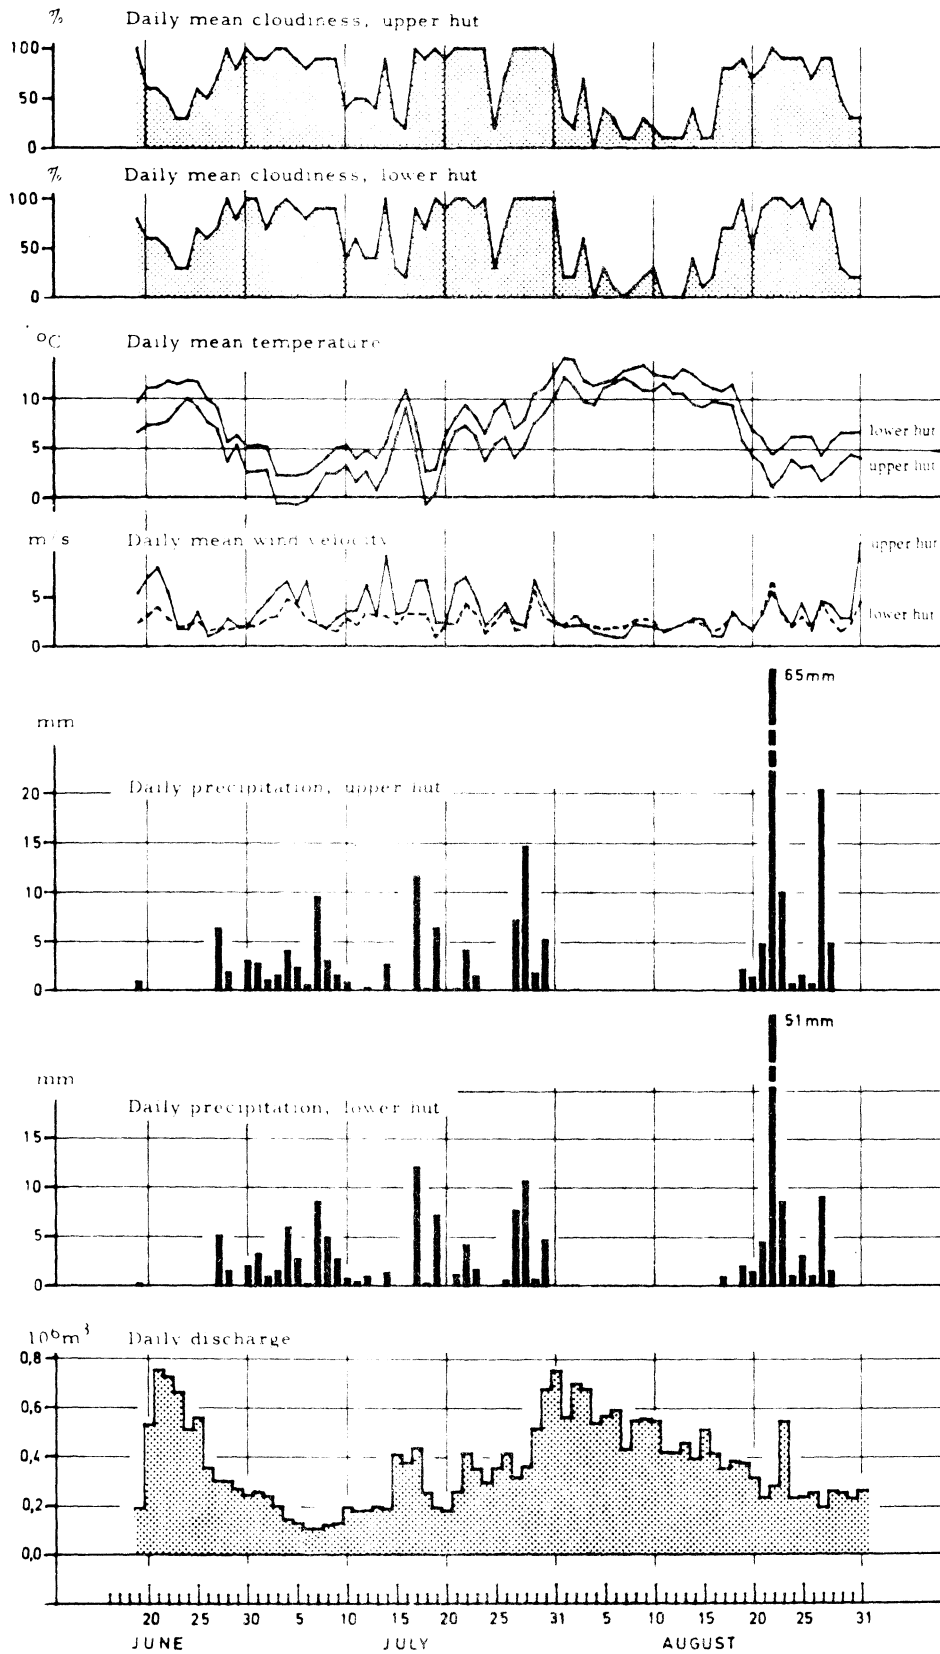 % Daily mean cloudiness, upper hut
100
50
0
% Daily mean cloudiness, lower hut
100
50
0
°C Daily mean temperature
10
5
0
lower hut
upper hut
m/s Daily mean wind velocity
5
0
upper hut
lower hut
65mm
mm
Daily precipitation, upper hut
20
15
10
5
0
51mm
mm
Daily precipitation, lower hut
15
10
5
0
10⁶m³ Daily discharge
0,8
0,6
0,4
0,2
0,0
20 25 30 5 10 15 20 25 31 5 10 15 20 25 31
JUNE JULY AUGUST